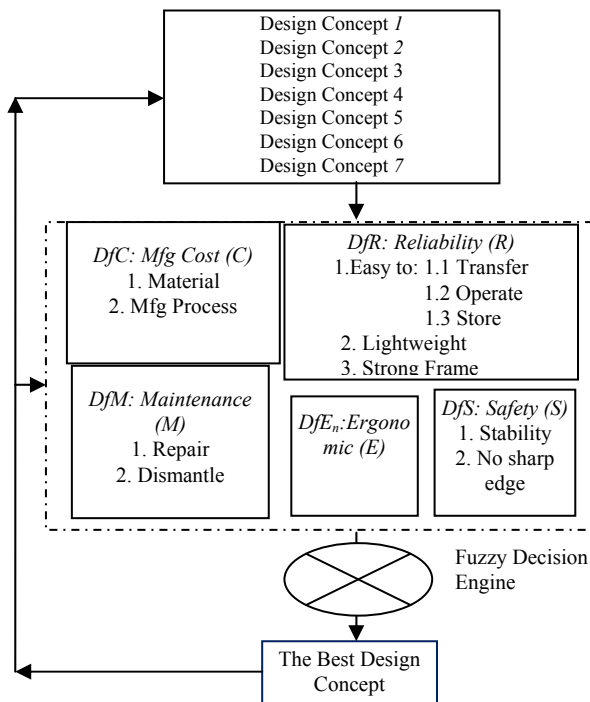 Design Concept 1
Design Concept 2
Design Concept 3
Design Concept 4
Design Concept 5
Design Concept 6
Design Concept 7
DfC: Mfg Cost (C)
1. Material
2. Mfg Process
DfR: Reliability (R)
1.Easy to: 1.1 Transfer
1.2 Operate
1.3 Store
2. Lightweight
3. Strong Frame
DfM: Maintenance
(M)
1. Repair
2. Dismantle
DfEn:Ergono
mic (E)
DfS: Safety (S)
1. Stability
2. No sharp
edge
Fuzzy Decision
Engine
The Best Design
Concept